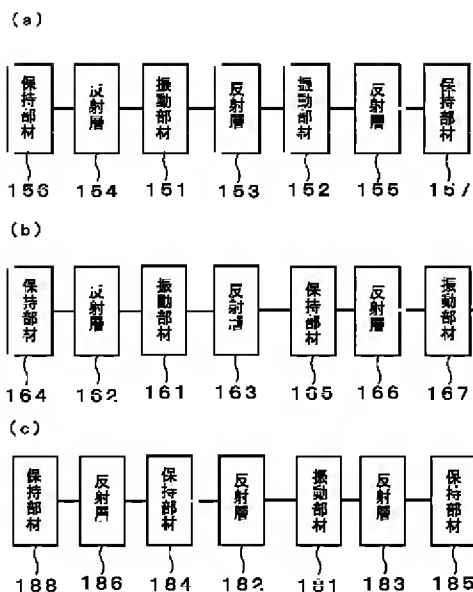 (a)
保持部材 反射層 振動部材 反射層 振動部材 反射層 保持部材
156 154 151 153 152 155 157
(b)
保持部材 反射層 振動部材 反射層 保持部材 反射層 振動部材
164 162 161 163 165 166 167
(c)
保持部材 反射層 保持部材 反射層 振動部材 反射層 保持部材
188 186 184 182 181 183 185